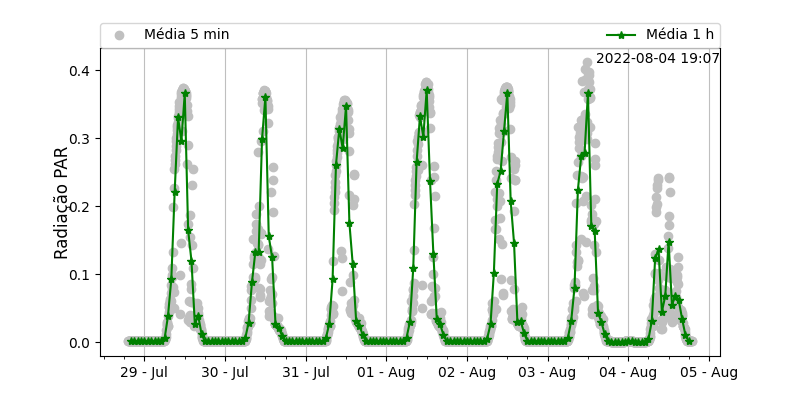 Média 5 min Média 1 h
2022-08-04 19:07
Radiação PAR
0.4
0.3
0.2
0.1
0.0
29 - Jul 30 - Jul 31 - Jul 01 - Aug 02 - Aug 03 - Aug 04 - Aug 05 - Aug